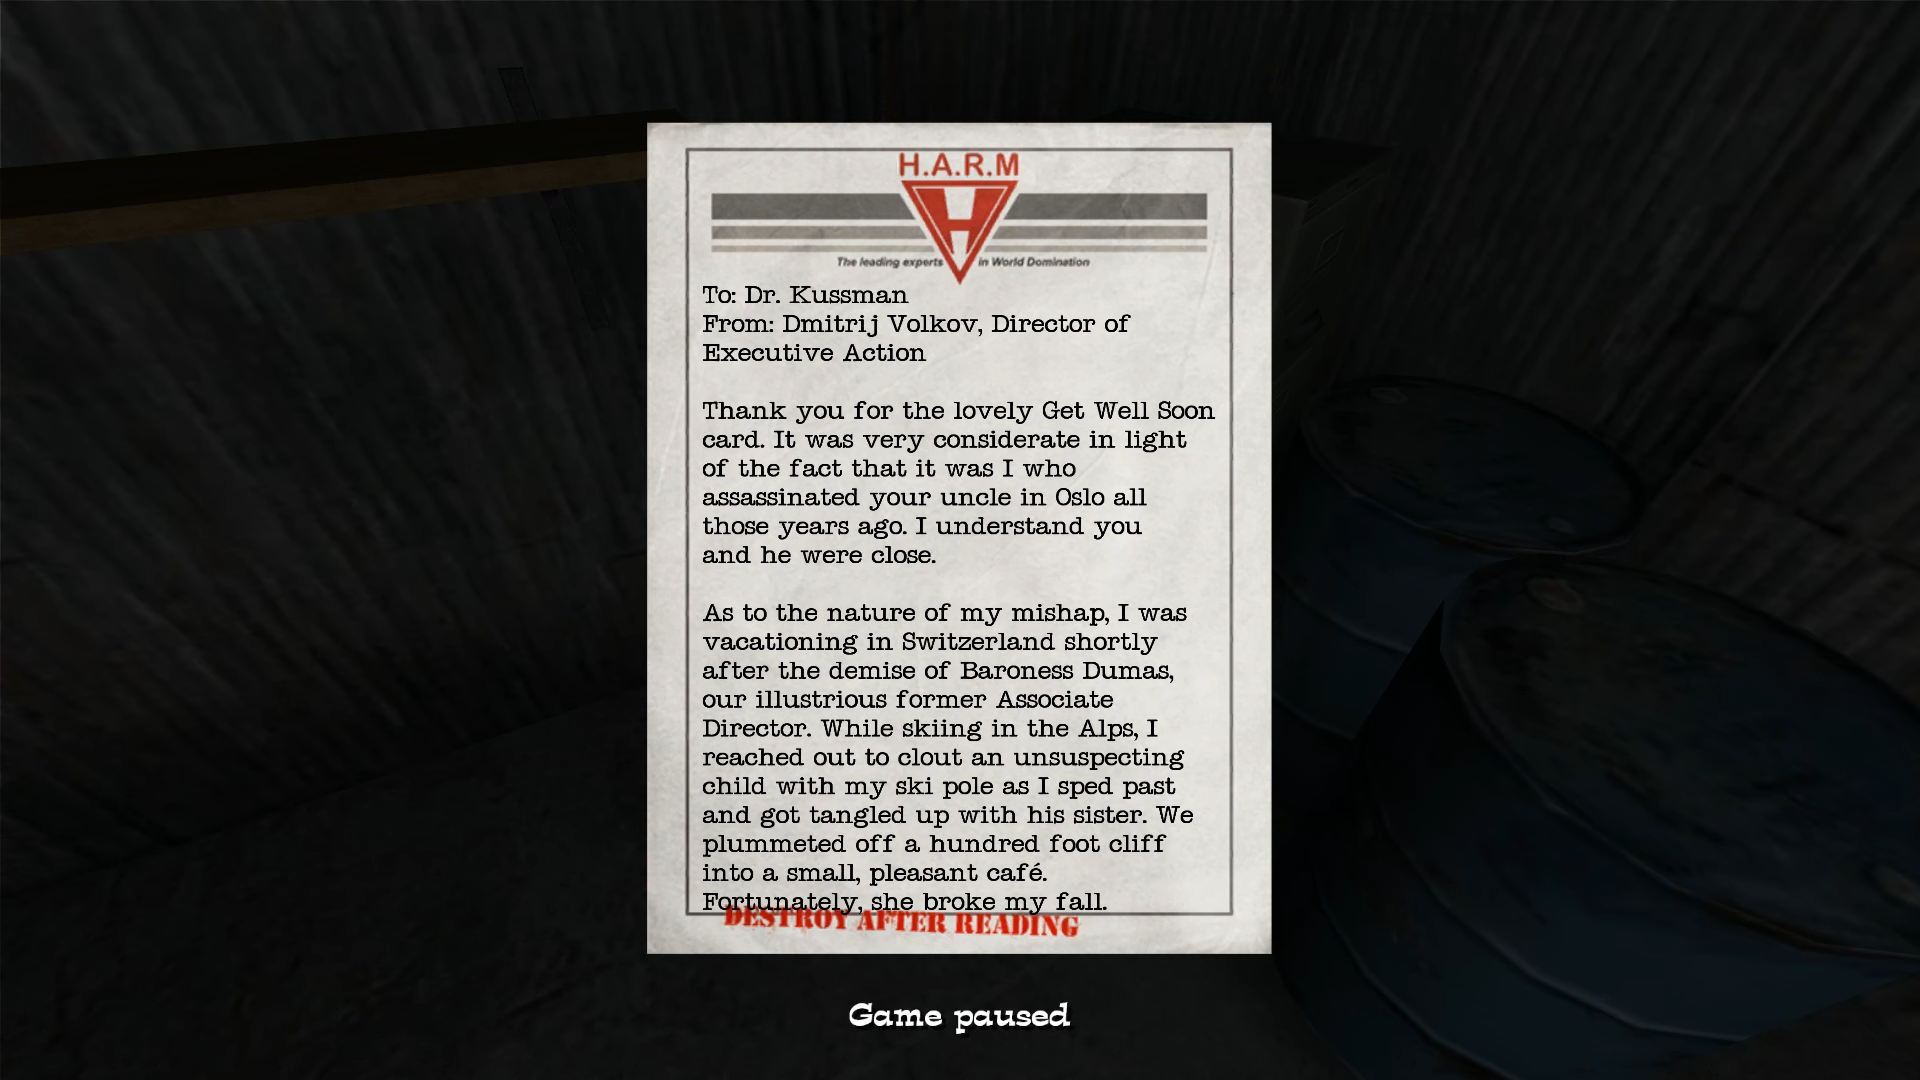 H.A.R.M
H
The leading experts in World Domination
To: Dr. Kussman
From: Dmitrij Volkov, Director of
Executive Action
Thank you for the lovely Get Well Soon
card. It was very considerate in light
of the fact that it was I who
assassinated your uncle in Oslo all
those years ago. I understand you
and he were close.
As to the nature of my mishap, I was
vacationing in Switzerland shortly
after the demise of Baroness Dumas,
our illustrious former Associate
Director. While skiing in the Alps, I
reached out to clout an unsuspecting
child with my ski pole as I sped past
and got tangled up with his sister. We
plummeted off a hundred foot cliff
into a small, pleasant café.
Fortunately, she broke my fall.
DESTROY AFTER READING
Game paused